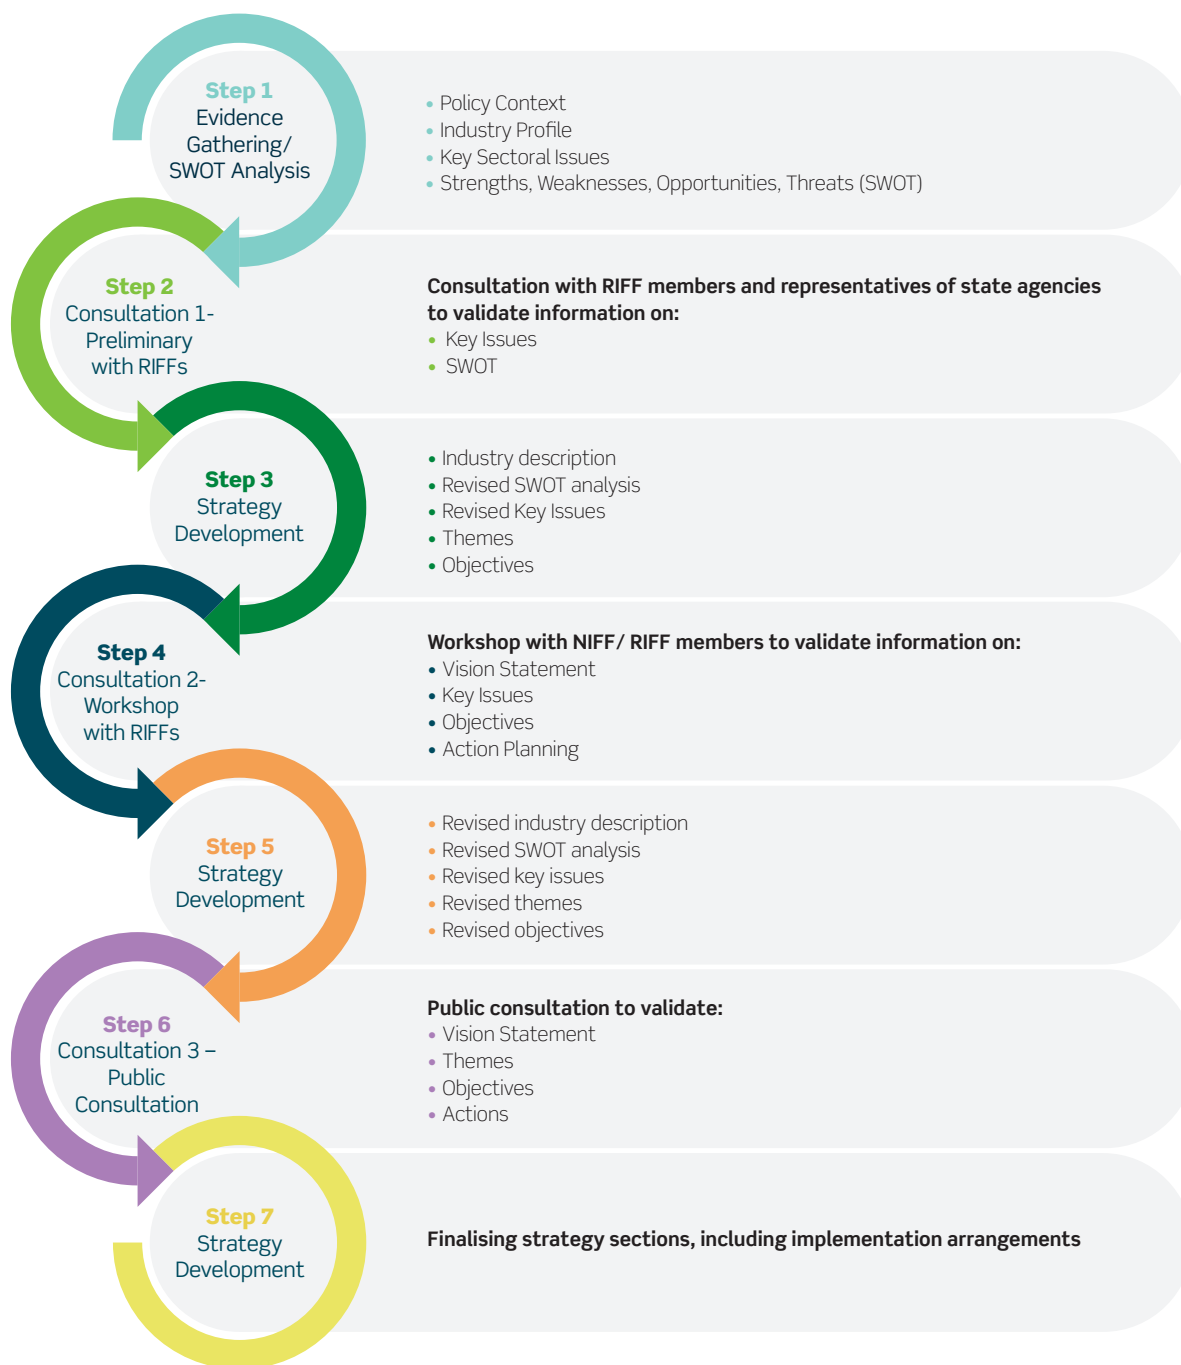 Step 1
Evidence
Gathering/
SWOT Analysis
• Policy Context
• Industry Profile
• Key Sectoral Issues
• Strengths, Weaknesses, Opportunities, Threats (SWOT)
Step 2
Consultation 1-
Preliminary
with RIFFs
Consultation with RIFF members and representatives of state agencies
to validate information on:
• Key Issues
• SWOT
Step 3
Strategy
Development
• Industry description
• Revised SWOT analysis
• Revised Key Issues
• Themes
• Objectives
Step 4
Consultation 2-
Workshop
with RIFFs
Workshop with NIFF/ RIFF members to validate information on:
• Vision Statement
• Key Issues
• Objectives
• Action Planning
Step 5
Strategy
Development
• Revised industry description
• Revised SWOT analysis
• Revised key issues
• Revised themes
• Revised objectives
Step 6
Consultation 3 –
Public
Consultation
Public consultation to validate:
• Vision Statement
• Themes
• Objectives
• Actions
Step 7
Strategy
Development
Finalising strategy sections, including implementation arrangements